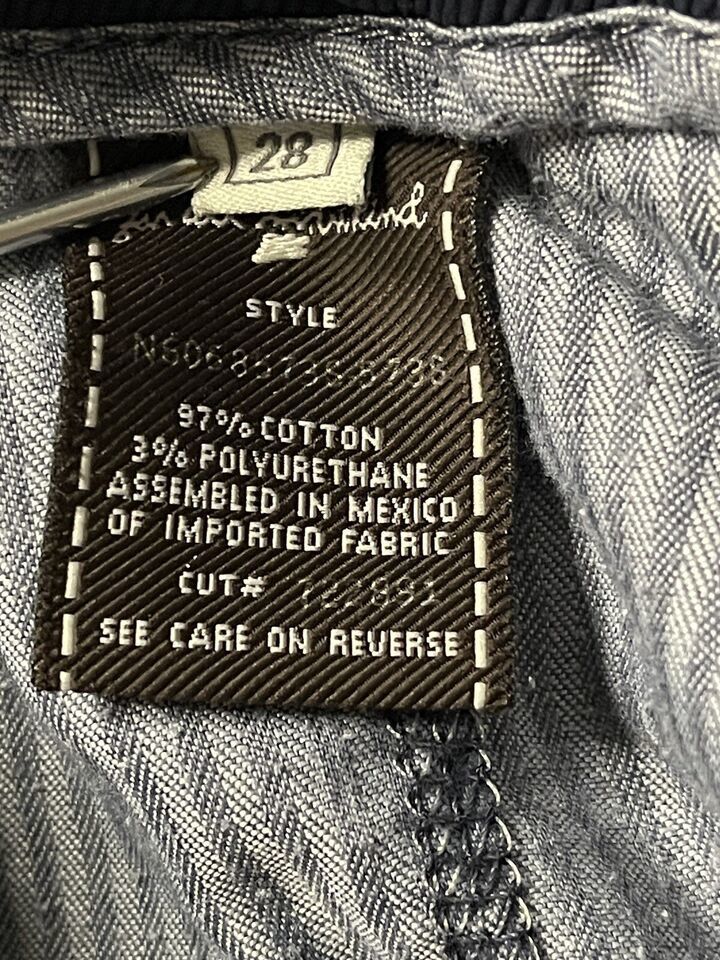 28
STYLE
97% COTTON
3% POLYURETHANE
ASSEMBLED IN MEXICO
OF IMPORTED FABRIC
CUT#
SEE CARE ON REVERSE